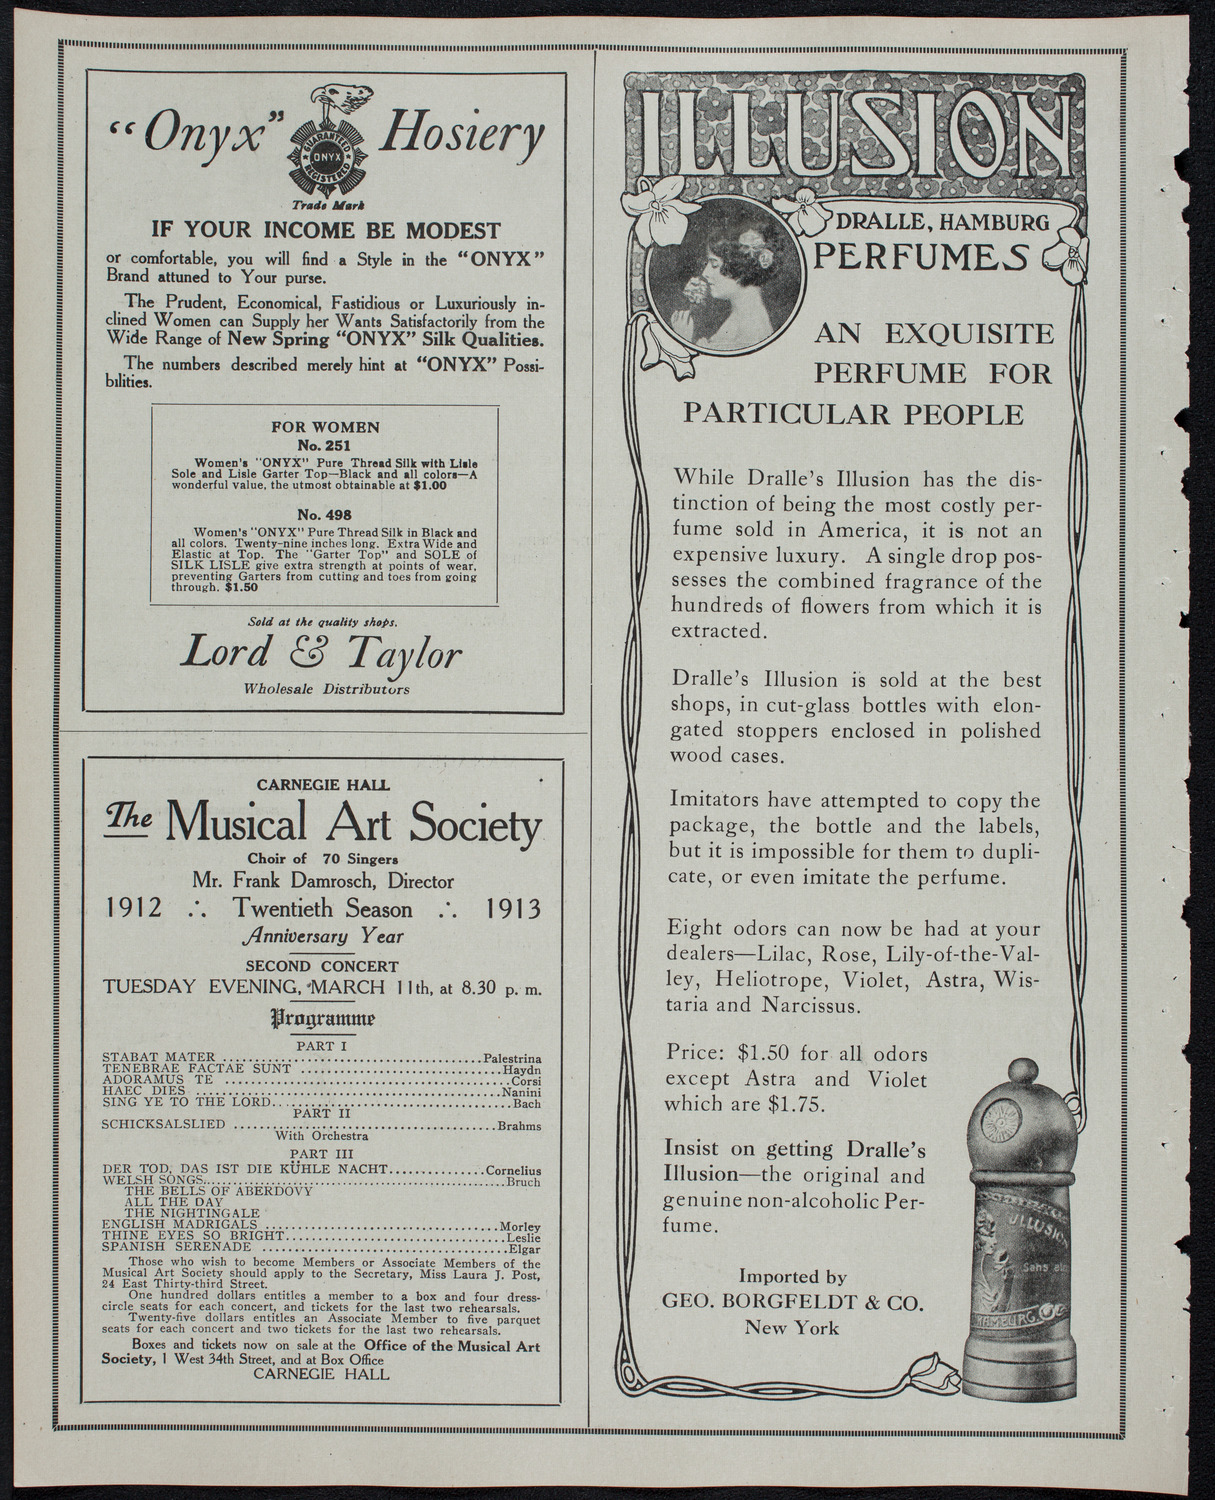 "Onyx" Hosiery
GUARANTEED
ONYX
REGISTERED
Trade Mark
IF YOUR INCOME BE MODEST
or comfortable, you will find a Style in the "ONYX"
Brand attuned to Your purse.
The Prudent, Economical, Fastidious or Luxuriously in-
clined Women can Supply her Wants Satisfactorily from the
Wide Range of New Spring "ONYX" Silk Qualities.
The numbers described merely hint at "ONYX" Possi-
bilities.
FOR WOMEN
No. 251
Women's "ONYX" Pure Thread Silk with Lisle
Sole and Lisle Garter Top—Black and all colors—A
wonderful value, the utmost obtainable at $1.00
No. 498
Women's "ONYX" Pure Thread Silk in Black and
all colors. Twenty-nine inches long. Extra Wide and
Elastic at Top. The "Garter Top" and SOLE of
SILK LISLE give extra strength at points of wear,
preventing Garters from cutting and toes from going
through. $1.50
Sold at the quality shops.
Lord & Taylor
Wholesale Distributors
CARNEGIE HALL
The Musical Art Society
Choir of 70 Singers
Mr. Frank Damrosch, Director
1912 ∴ Twentieth Season ∴ 1913
Anniversary Year
SECOND CONCERT
TUESDAY EVENING, MARCH 11th, at 8.30 p. m.
Programme
PART I
STABAT MATER ........ Palestrina
TENEBRAE FACTAE SUNT ........ Haydn
ADORAMUS TE ........ Corsi
HAEC DIES ........ Nanini
SING YE TO THE LORD ........ Bach
PART II
SCHICKSALSLIED ........ Brahms
With Orchestra
PART III
DER TOD, DAS IST DIE KÜHLE NACHT ........ Cornelius
WELSH SONGS ........ Bruch
THE BELLS OF ABERDOVY
ALL THE DAY
THE NIGHTINGALE
ENGLISH MADRIGALS ........ Morley
THINE EYES SO BRIGHT ........ Leslie
SPANISH SERENADE ........ Elgar
Those who wish to become Members or Associate Members of the
Musical Art Society should apply to the Secretary, Miss Laura J. Post,
24 East Thirty-third Street.
One hundred dollars entitles a member to a box and four dress-
circle seats for each concert, and tickets for the last two rehearsals.
Twenty-five dollars entitles an Associate Member to five parquet
seats for each concert and two tickets for the last two rehearsals.
Boxes and tickets now on sale at the Office of the Musical Art
Society, 1 West 34th Street, and at Box Office
CARNEGIE HALL
ILLUSION
DRALLE, HAMBURG
PERFUMES
AN EXQUISITE
PERFUME FOR
PARTICULAR PEOPLE
While Dralle's Illusion has the dis-
tinction of being the most costly per-
fume sold in America, it is not an
expensive luxury. A single drop pos-
sesses the combined fragrance of the
hundreds of flowers from which it is
extracted.
Dralle's Illusion is sold at the best
shops, in cut-glass bottles with elon-
gated stoppers enclosed in polished
wood cases.
Imitators have attempted to copy the
package, the bottle and the labels,
but it is impossible for them to dupli-
cate, or even imitate the perfume.
Eight odors can now be had at your
dealers—Lilac, Rose, Lily-of-the-Val-
ley, Heliotrope, Violet, Astra, Wis-
taria and Narcissus.
Price: $1.50 for all odors
except Astra and Violet
which are $1.75.
Insist on getting Dralle's
Illusion—the original and
genuine non-alcoholic Per-
fume.
Imported by
GEO. BORGFELDT & CO.
New York
ILLUSION
HAMBURG